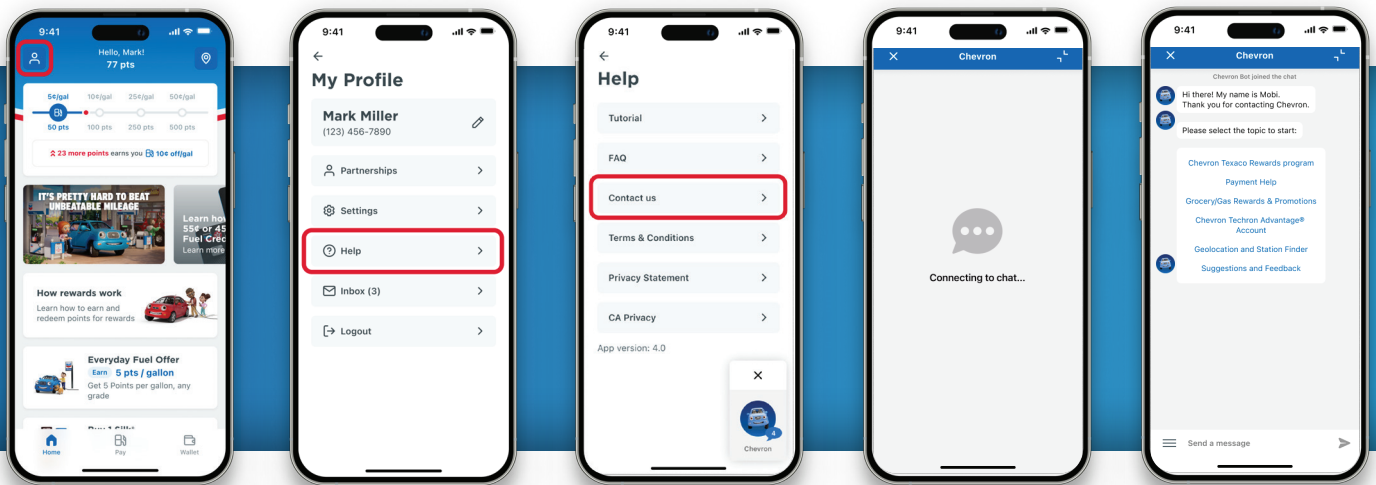 9:41
Hello, Mark!
77 pts
5¢/gal 10¢/gal 25¢/gal 50¢/gal
50 pts 100 pts 250 pts 500 pts
23 more points earns you 10¢ off/gal
IT'S PRETTY HARD TO BEAT
UNBEATABLE MILEAGE
Learn how
55¢ or 45
Fuel Cred
Learn more
How rewards work
Learn how to earn and
redeem points for rewards
Everyday Fuel Offer
Earn 5 pts / gallon
Get 5 Points per gallon, any
grade
Home Pay Wallet
9:41
My Profile
Mark Miller
(123) 456-7890
Partnerships
Settings
Help
Inbox (3)
Logout
9:41
Help
Tutorial
FAQ
Contact us
Terms & Conditions
Privacy Statement
CA Privacy
App version: 4.0
4
Chevron
9:41
Chevron
Connecting to chat...
9:41
Chevron
Chevron Bot joined the chat
Hi there! My name is Mobi.
Thank you for contacting Chevron.
Please select the topic to start:
Chevron Texaco Rewards program
Payment Help
Grocery/Gas Rewards & Promotions
Chevron Techron Advantage®
Account
Geolocation and Station Finder
Suggestions and Feedback
Send a message